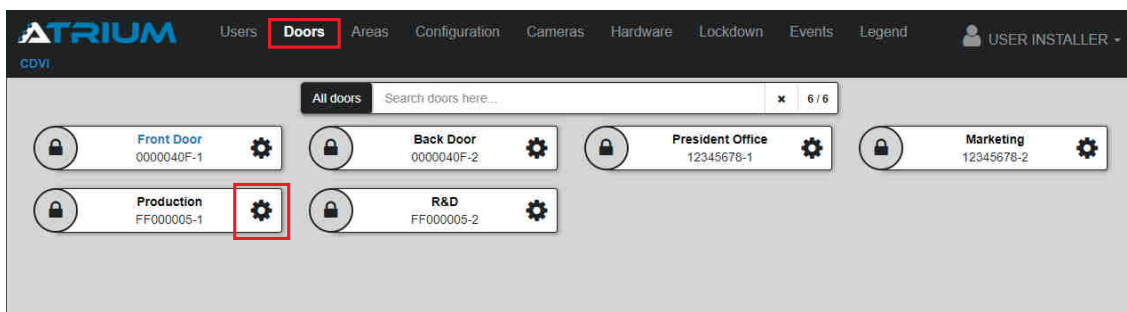 ATRIUM Users Doors Areas Configuration Cameras Hardware Lockdown Events Legend USER INSTALLER
CDVI
All doors Search doors here... × 6 / 6
Front Door Back Door President Office Marketing
0000040F-1 0000040F-2 12345678-1 12345678-2
Production R&D
FF000005-1 FF000005-2